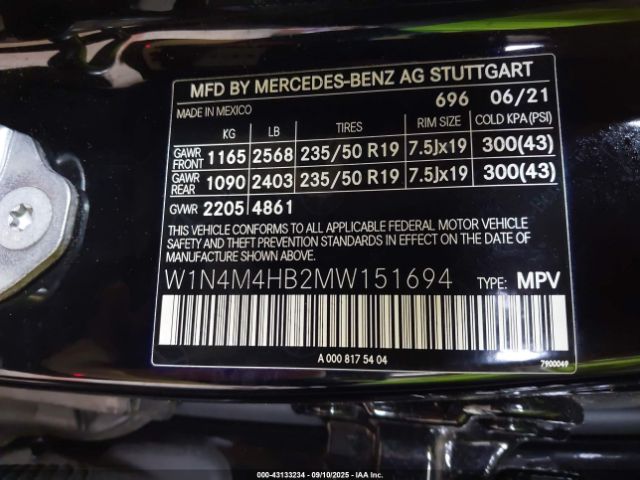 MFD BY MERCEDES-BENZ AG STUTTGART
MADE IN MEXICO
696 06/21
KG LB TIRES RIM SIZE COLD KPA(PSI)
GAWR FRONT 1165 2568 235/50 R19 7.5Jx19 300(43)
GAWR REAR 1090 2403 235/50 R19 7.5Jx19 300(43)
GVWR 2205 4861
THIS VEHICLE CONFORMS TO ALL APPLICABLE FEDERAL MOTOR VEHICLE
SAFETY AND THEFT PREVENTION STANDARDS IN EFFECT ON THE DATE OF
MANUFACTURE SHOWN ABOVE.
W1N4M4HB2MW151694 TYPE: MPV
A 000 817 54 04
7900049
000-43133234 - 09/10/2025 - IAA Inc.